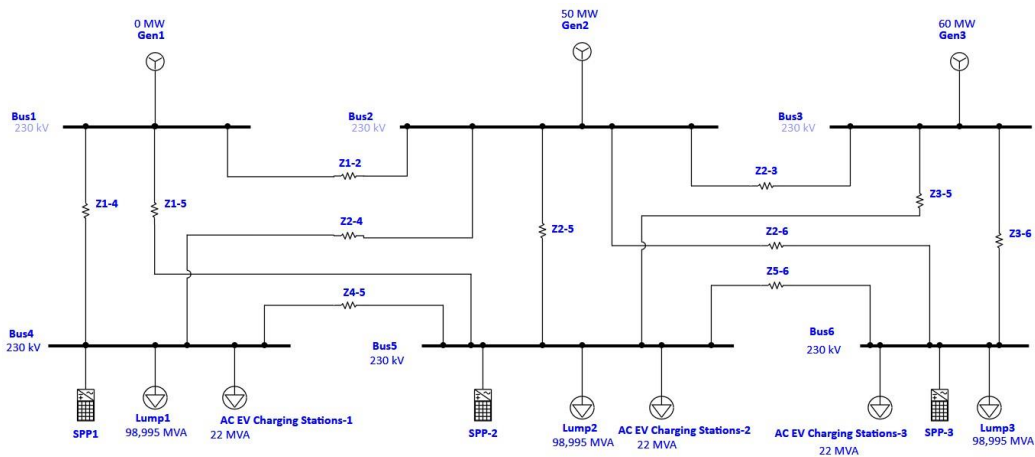 0 MW
Gen1
50 MW
Gen2
60 MW
Gen3
Bus1
230 kV
Bus2
230 kV
Bus3
230 kV
Z1-2
Z2-3
Z1-4
Z1-5
Z2-4
Z2-5
Z3-5
Z2-6
Z3-6
Z4-5
Z5-6
Bus4
230 kV
Bus5
230 kV
Bus6
230 kV
SPP1
Lump1
98,995 MVA
AC EV Charging Stations-1
22 MVA
SPP-2
Lump2
98,995 MVA
AC EV Charging Stations-2
22 MVA
AC EV Charging Stations-3
22 MVA
SPP-3
Lump3
98,995 MVA